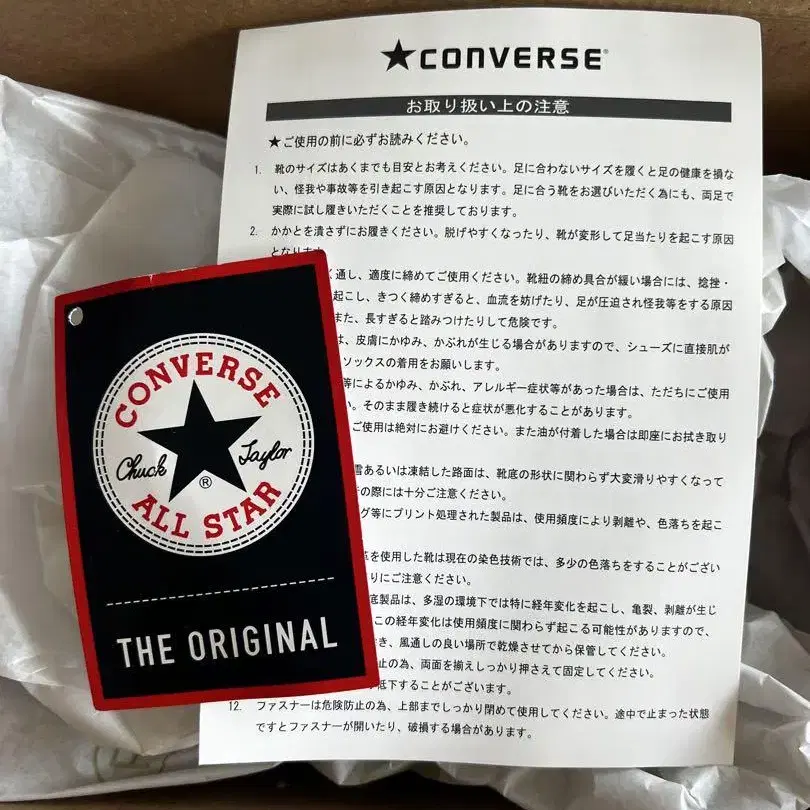 ★CONVERSE®
お取り扱い上の注意
★ご使用の前に必ずお読みください。
1. 靴のサイズはあくまでも目安とお考えください。足に合わないサイズを履くと足の健康を損な
い、怪我や事故等を引き起こす原因となります。足に合う靴をお選びいただく為にも、両足で
実際に試し履きいただくことを推奨しております。
2. かかとを潰さずにお履きください。脱げやすくなったり、靴が変形して足当たりを起こす原因
となります
く通し、適度に締めてご使用ください。靴紐の締め具合が緩い場合には、捻挫・
起こし、きつく締めすぎると、血流を妨げたり、足が圧迫され怪我等をする原因
また、長すぎると踏みつけたりして危険です。
は、皮膚にかゆみ、かぶれが生じる場合がありますので、シューズに直接肌が
ソックスの着用をお願いします。
等によるかゆみ、かぶれ、アレルギー症状等があった場合は、ただちにご使用
い。そのまま履き続けると症状が悪化することがあります。
ご使用は絶対にお避けください。また油が付着した場合は即座にお拭き取り
雪あるいは凍結した路面は、靴底の形状に関わらず大変滑りやすくなって
の際には十分ご注意ください。
グ等にプリント処理された製品は、使用頻度により剥離や、色落ちを起こ
革を使用した靴は現在の染色技術では、多少の色落ちをすることがござい
りにご注意ください。
底製品は、多湿の環境下では特に経年変化を起こし、亀裂、剥離が生じ
この経年変化は使用頻度に関わらず起こる可能性がありますので、
き、風通しの良い場所で乾燥させてから保管してください。
止の為、両面を揃えしっかり押さえて固定してください。
低下することがございます。
12. ファスナーは危険防止の為、上部までしっかり閉めて使用してください。途中で止まった状態
ですとファスナーが開いたり、破損する場合があります。
CONVERSE
Chuck Taylor
®
ALL STAR
THE ORIGINAL